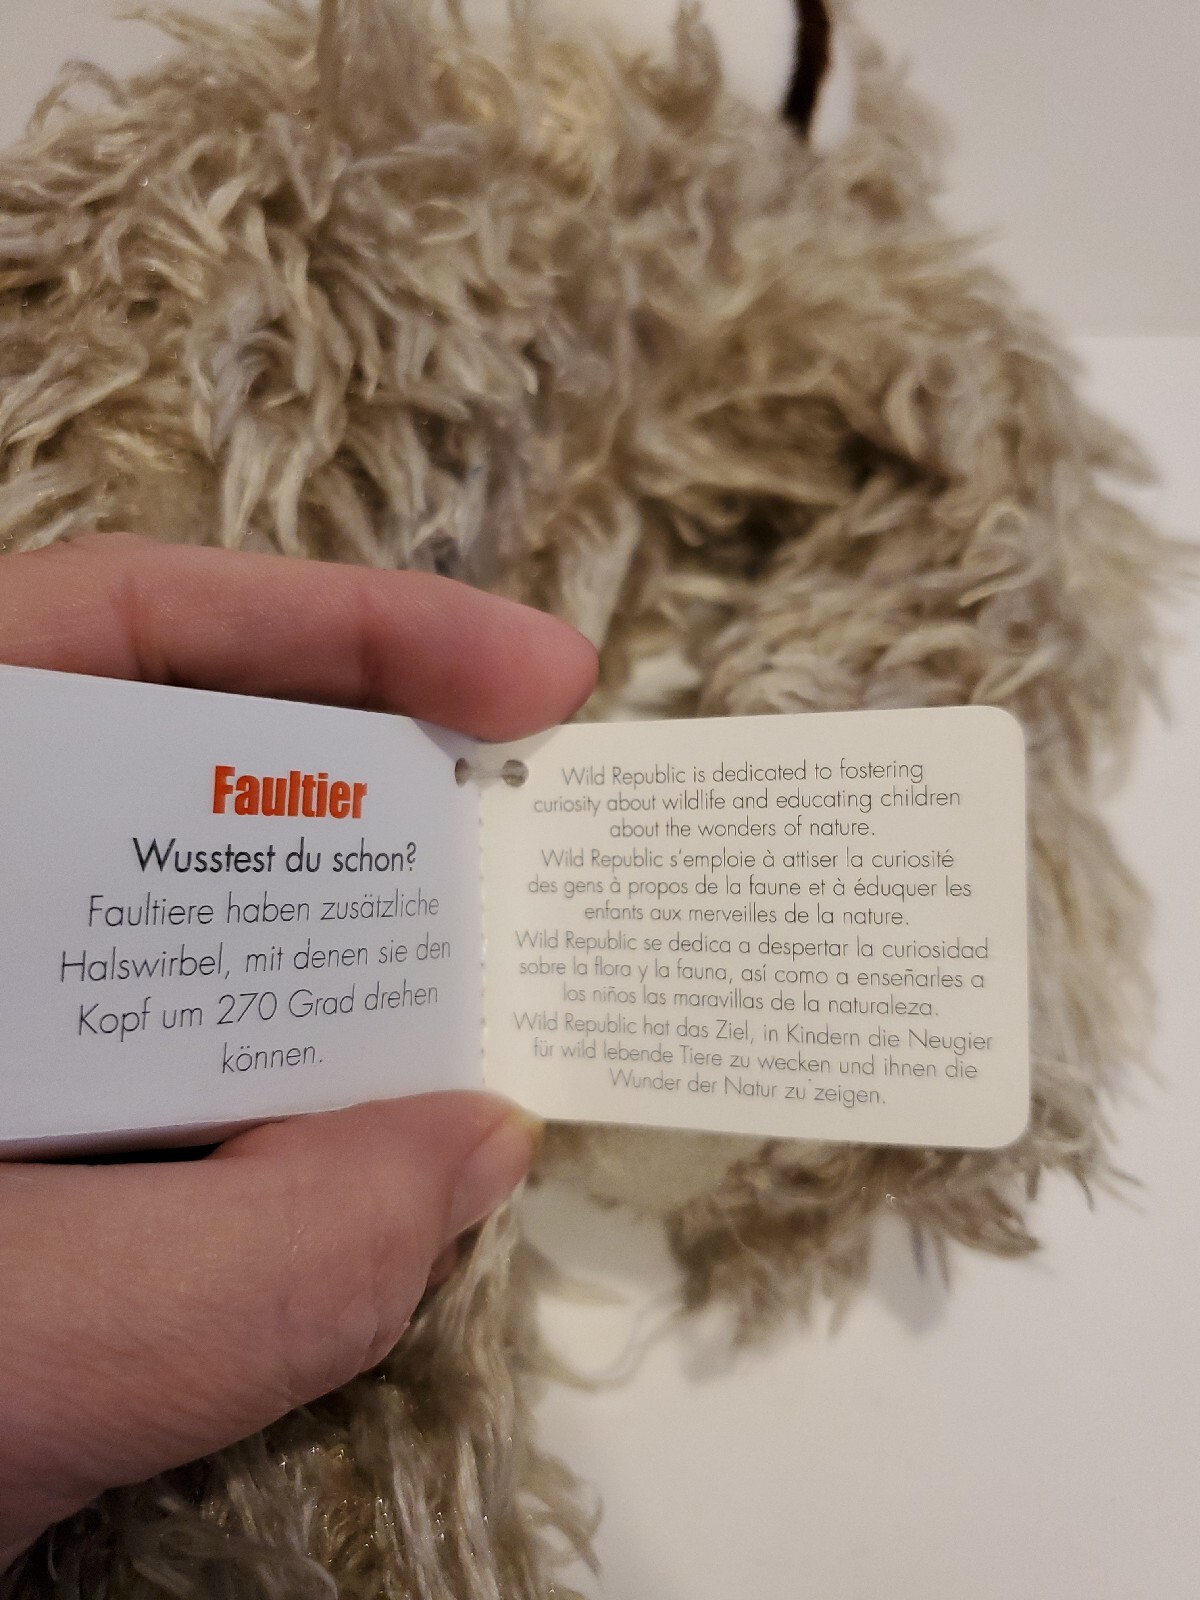 Faultier
Wusstest du schon?
Faultiere haben zusätzliche
Halswirbel, mit denen sie den
Kopf um 270 Grad drehen
können.
Wild Republic is dedicated to fostering
curiosity about wildlife and educating children
about the wonders of nature.
Wild Republic s'emploie à attiser la curiosité
des gens à propos de la faune et à éduquer les
enfants aux merveilles de la nature.
Wild Republic se dedica a despertar la curiosidad
sobre la flora y la fauna, así como a enseñarles a
los niños las maravillas de la naturaleza.
Wild Republic hat das Ziel, in Kindern die Neugier
für wild lebende Tiere zu wecken und ihnen die
Wunder der Natur zu zeigen.